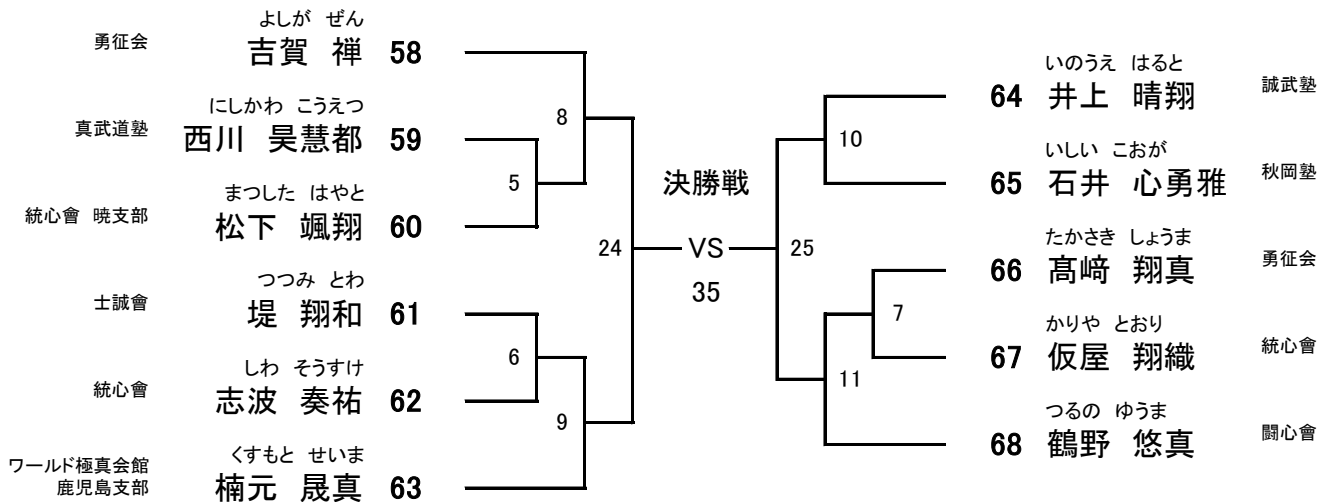 よしが ぜん
勇征会 吉賀 禅 58
にしかわ こうえつ
真武道塾 西川 昊慧都 59
まつした はやと
統心會 暁支部 松下 颯翔 60
つつみ とわ
士誠會 堤 翔和 61
しわ そうすけ
統心會 志波 奏祐 62
くすもと せいま
ワールド極真会館
鹿児島支部 楠元 晟真 63
8
5
24
6
9
決勝戦
VS
35
いのうえ はると
64 井上 晴翔 誠武塾
いしい こおが
65 石井 心勇雅 秋岡塾
たかさき しょうま
66 髙﨑 翔真 勇征会
かりや とおり
67 仮屋 翔織 統心會
つるの ゆうま
68 鶴野 悠真 闘心會
10
25
7
11